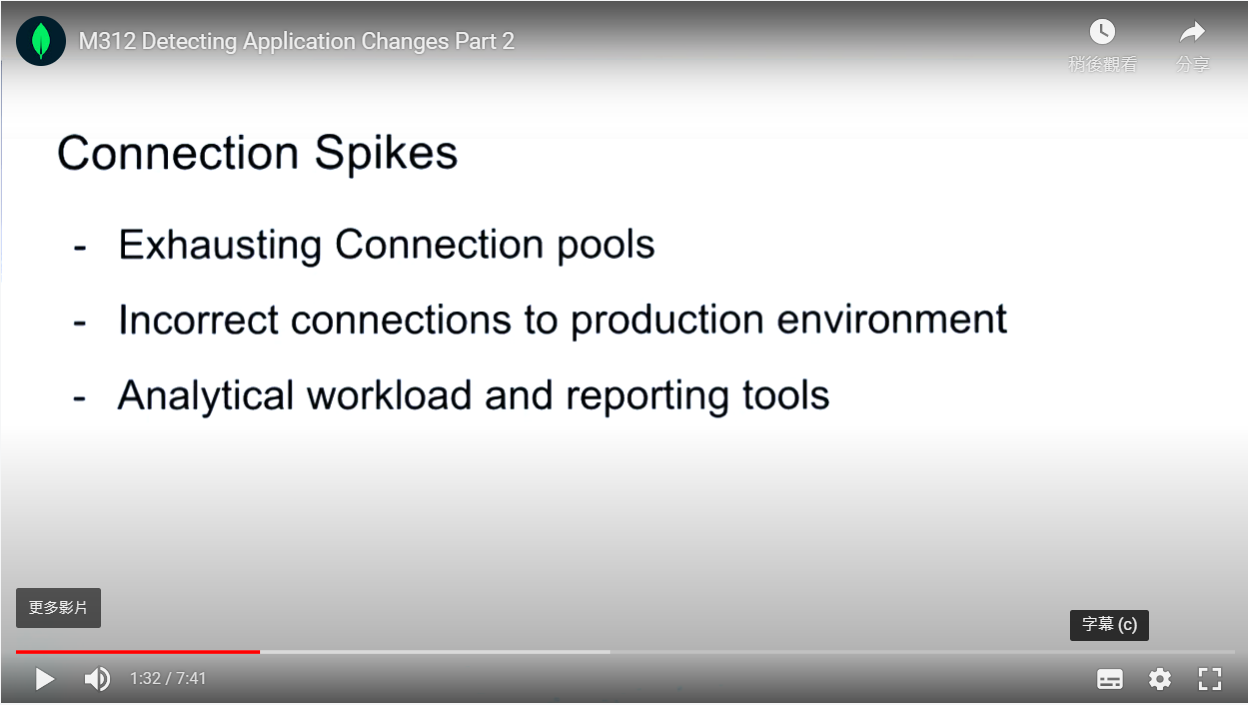 M312 Detecting Application Changes Part 2
稍後觀看
分享
Connection Spikes
- Exhausting Connection pools
- Incorrect connections to production environment
- Analytical workload and reporting tools
更多影片
字幕 (c)
1:32 / 7:41